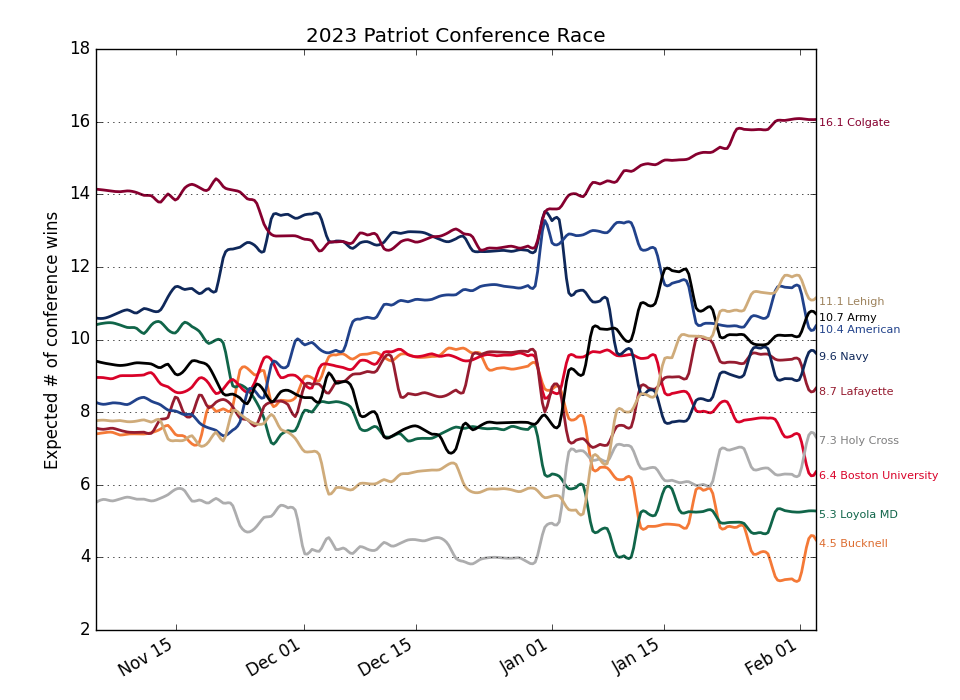 2023 Patriot Conference Race
Expected # of conference wins
18
16
14
12
10
8
6
4
2
Nov 15
Dec 01
Dec 15
Jan 01
Jan 15
Feb 01
16.1 Colgate
11.1 Lehigh
10.7 Army
10.4 American
9.6 Navy
8.7 Lafayette
7.3 Holy Cross
6.4 Boston University
5.3 Loyola MD
4.5 Bucknell